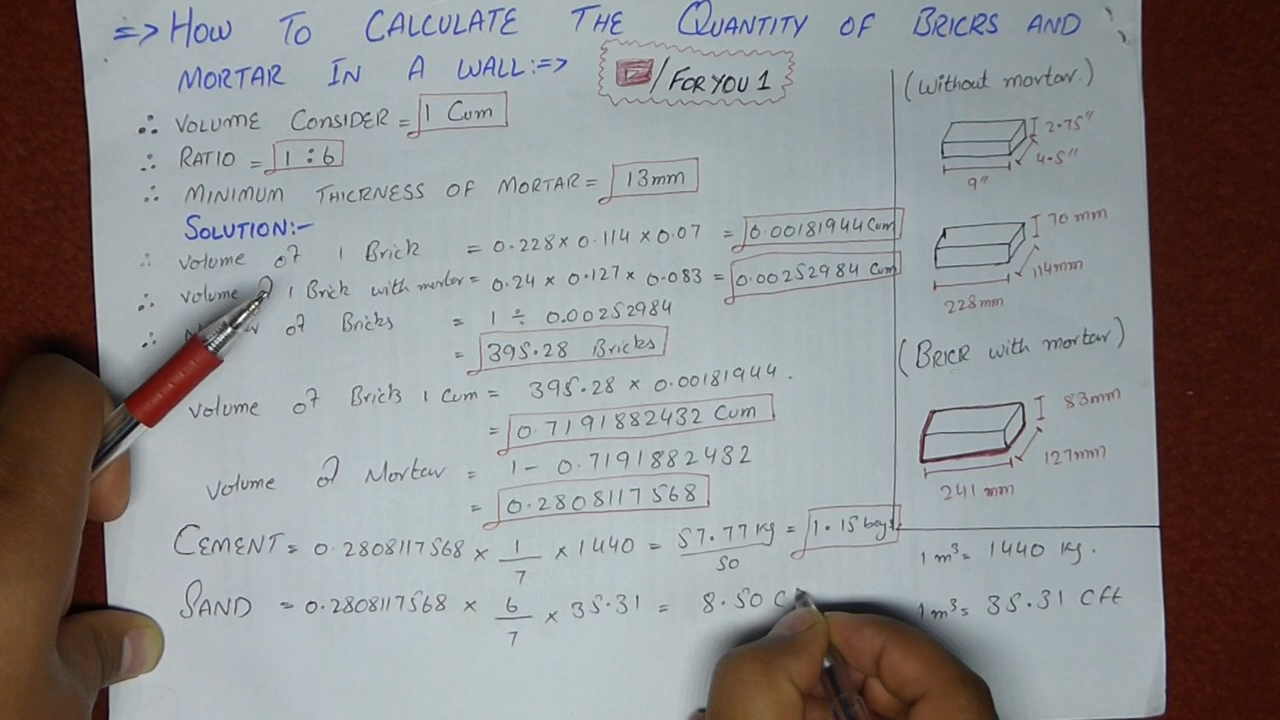 => HOW TO CALCULATE THE QUANTITY OF BRICKS AND
MORTAR IN A WALL:=>
/FOR YOU 1
∴ VOLUME CONSIDER = 1 Cum
∴ RATIO = 1:6
∴ MINIMUM THICKNESS OF MORTAR = 13mm
SOLUTION:-
∴ Volume of 1 Brick = 0.228 x 0.114 x 0.07 = 0.00181944 Cum
∴ Volume of 1 Brick with mortar = 0.24 x 0.127 x 0.083 = 0.00252984 Cum
∴ of Bricks = 1 ÷ 0.00252984
= 395.28 Bricks
Volume of Brick 1 Cum = 395.28 x 0.00181944.
= 0.7191882432 Cum
Volume of Mortar = 1 - 0.7191882432
= 0.2808117568
CEMENT = 0.2808117568 x 1/7 x 1440 = 57.77 kg/50 = 1.15 bags
SAND = 0.2808117568 x 6/7 x 35.31 = 8.50 C
(Without mortar.)
2.75"
4.5"
9"
70 mm
114mm
228mm
(BRICK with mortar)
83mm
127mm
241 mm
1 m³ = 1440 kg.
1 m³ = 35.31 Cft